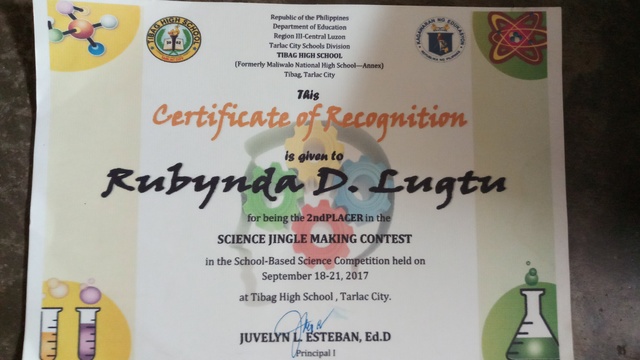 Republic of the Philippines
Department of Education
Region III-Central Luzon
Tarlac City Schools Division
TIBAG HIGH SCHOOL
(Formerly Maliwalo National High School—Annex)
Tibag, Tarlac City
TIBAG HIGH SCHOOL
This
Certificate of Recognition
is given to
Rubynda D. Lugtu
for being the 2ndPLACER in the
SCIENCE JINGLE MAKING CONTEST
in the School-Based Science Competition held on
September 18-21, 2017
at Tibag High School , Tarlac City.
JUVELYN L. ESTEBAN, Ed.D
Principal I